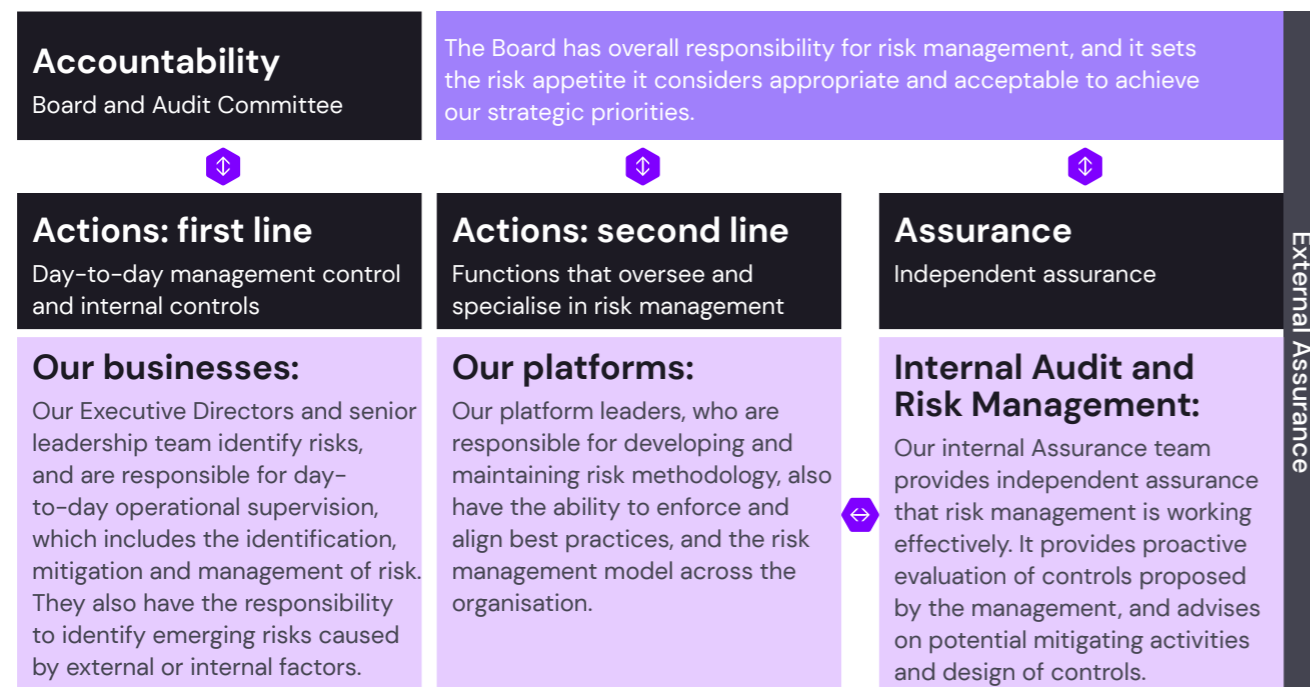 Accountability
Board and Audit Committee
The Board has overall responsibility for risk management, and it sets
the risk appetite it considers appropriate and acceptable to achieve
our strategic priorities.
Actions: first line
Day-to-day management control
and internal controls
Our businesses:
Our Executive Directors and senior
leadership team identify risks,
and are responsible for day-
to-day operational supervision,
which includes the identification,
mitigation and management of risk.
They also have the responsibility
to identify emerging risks caused
by external or internal factors.
Actions: second line
Functions that oversee and
specialise in risk management
Our platforms:
Our platform leaders, who are
responsible for developing and
maintaining risk methodology, also
have the ability to enforce and
align best practices, and the risk
management model across the
organisation.
Assurance
Independent assurance
Internal Audit and
Risk Management:
Our internal Assurance team
provides independent assurance
that risk management is working
effectively. It provides proactive
evaluation of controls proposed
by the management, and advises
on potential mitigating activities
and design of controls.
External Assurance